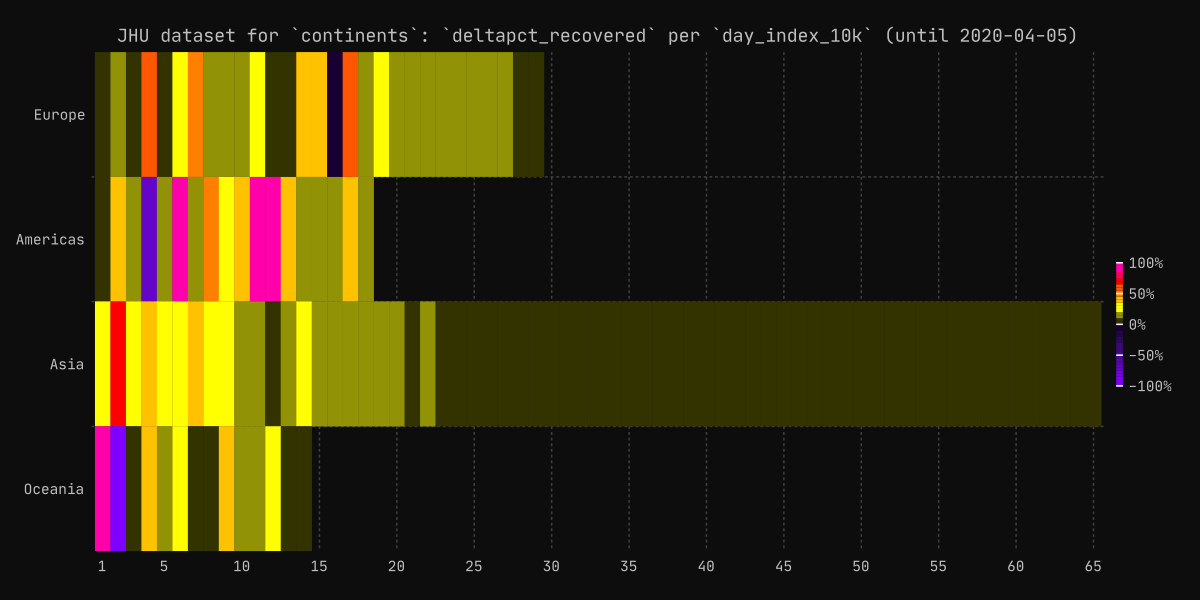 JHU dataset for `continents`: `deltapct_recovered` per `day_index_10k` (until 2020-04-05)
Europe
Americas
Asia
Oceania
100%
50%
0%
-50%
-100%
1 5 10 15 20 25 30 35 40 45 50 55 60 65